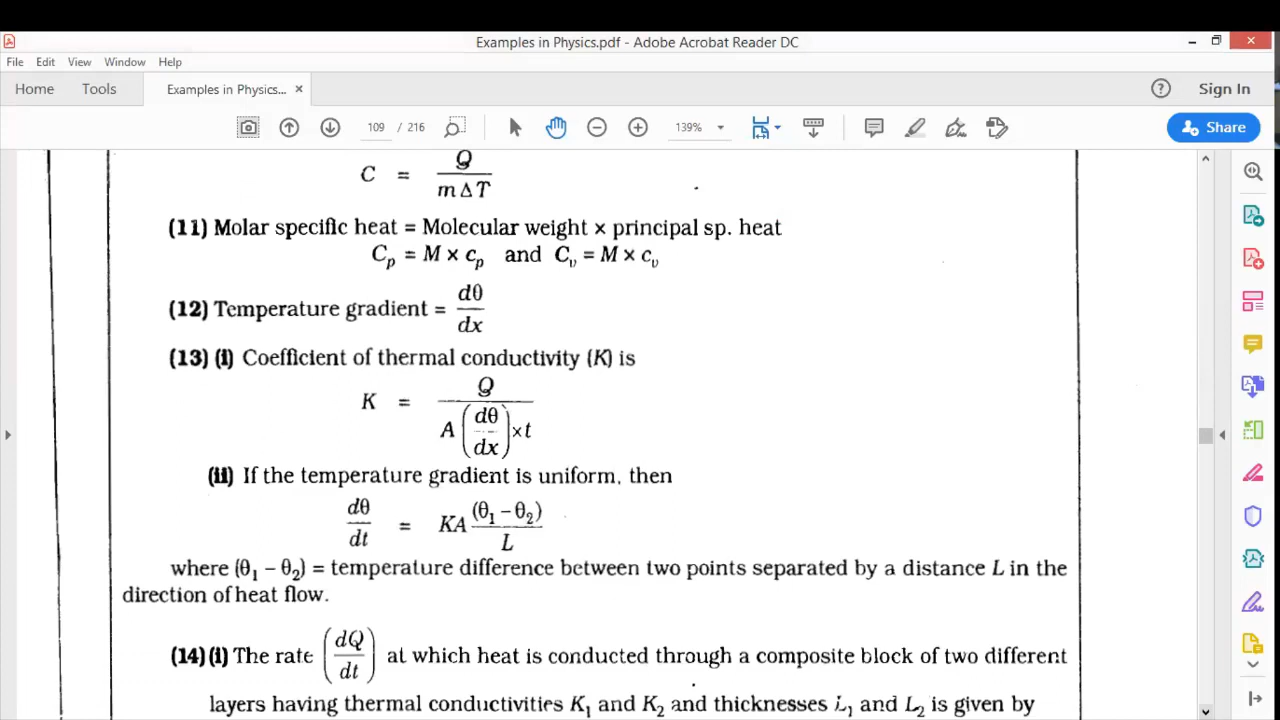 Examples in Physics.pdf - Adobe Acrobat Reader DC
File Edit View Window Help
Home Tools Examples in Physics... × Sign In
109 / 216 139% Share
C = Q / m Δ T
(11) Molar specific heat = Molecular weight × principal sp. heat
Cₚ = M × cₚ and Cᵥ = M × cᵥ
(12) Temperature gradient = dθ/dx
(13) (i) Coefficient of thermal conductivity (K) is
K = Q / A (dθ/dx) × t
(ii) If the temperature gradient is uniform, then
dθ/dt = KA (θ₁ – θ₂) / L
where (θ₁ – θ₂) = temperature difference between two points separated by a distance L in the
direction of heat flow.
(14) (i) The rate (dQ/dt) at which heat is conducted through a composite block of two different
layers having thermal conductivities K₁ and K₂ and thicknesses L₁ and L₂ is given by